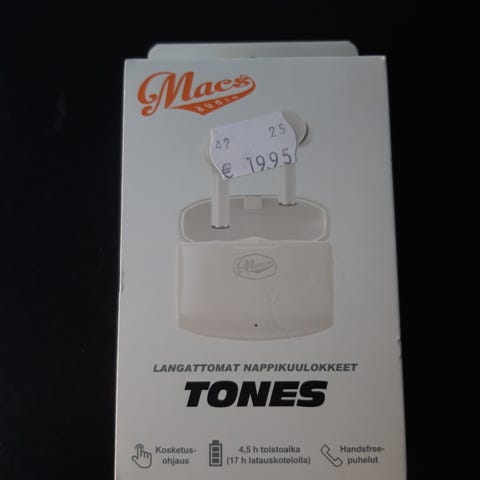 Macs
audio
42 25
€ 19.95
Macs
LANGATTOMAT NAPPIKUULOKKEET
TONES
Kosketus-
ohjaus
4,5 h toistoaika
(17 h latauskotelolla)
Handsfree-
puhelut